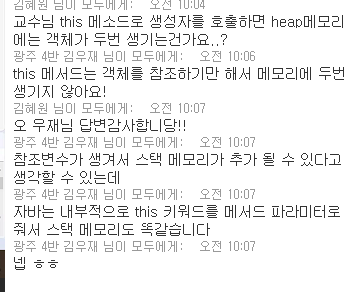 김혜원 님이 모두에게: 오전 10:04
교수님 this 메소드로 생성자를 호출하면 heap메모리
에는 객체가 두번 생기는건가요..?
광주 4반 김우재 님이 모두에게: 오전 10:06
this 메서드는 객체를 참조하기만 해서 메모리에 두번
생기지 않아요!
김혜원 님이 모두에게: 오전 10:07
오 우재님 답변감사합니당!!
광주 4반 김우재 님이 모두에게: 오전 10:07
참조변수가 생겨서 스택 메모리가 추가 될 수 있다고
생각할 수 있는데
광주 4반 김우재 님이 모두에게: 오전 10:07
자바는 내부적으로 this 키워드를 메서드 파라미터로
줘서 스택 메모리도 똑같습니다
광주 4반 김우재 님이 모두에게: 오전 10:07
넵 ㅎㅎ